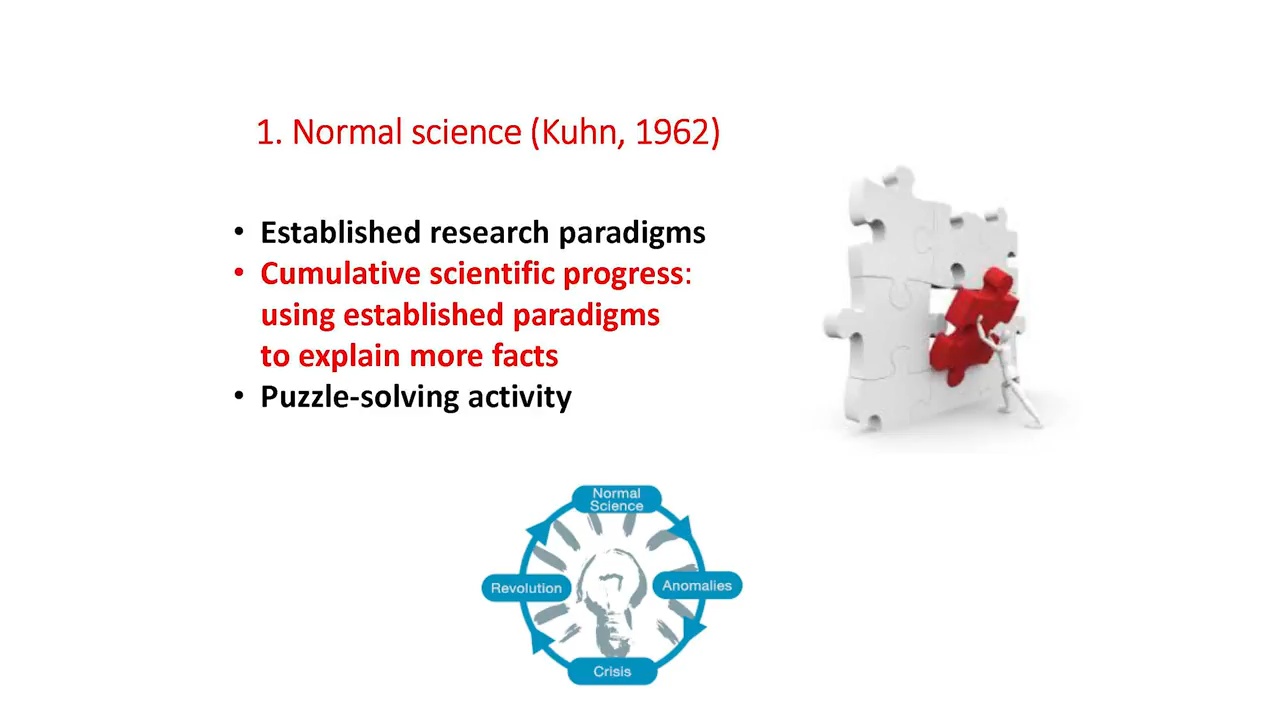 1. Normal science (Kuhn, 1962)
• Established research paradigms
• Cumulative scientific progress:
using established paradigms
to explain more facts
• Puzzle-solving activity
Normal
Science
Revolution
Anomalies
Crisis